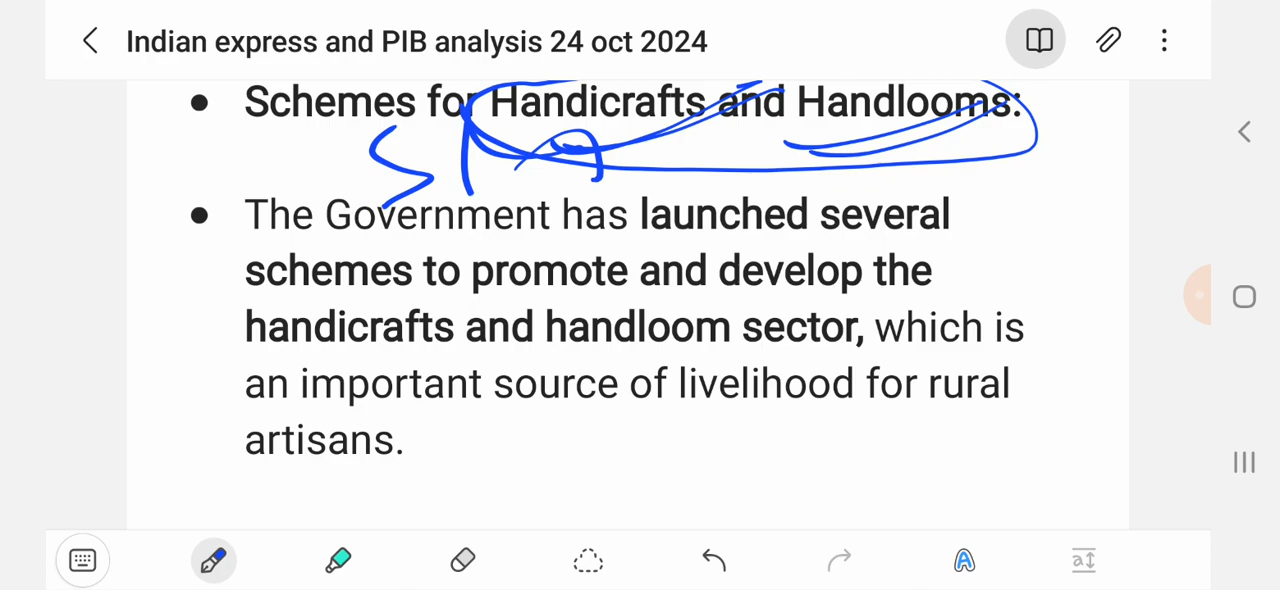 Indian express and PIB analysis 24 oct 2024
• Schemes for Handicrafts and Handlooms:
• The Government has launched several
schemes to promote and develop the
handicrafts and handloom sector, which is
an important source of livelihood for rural
artisans.